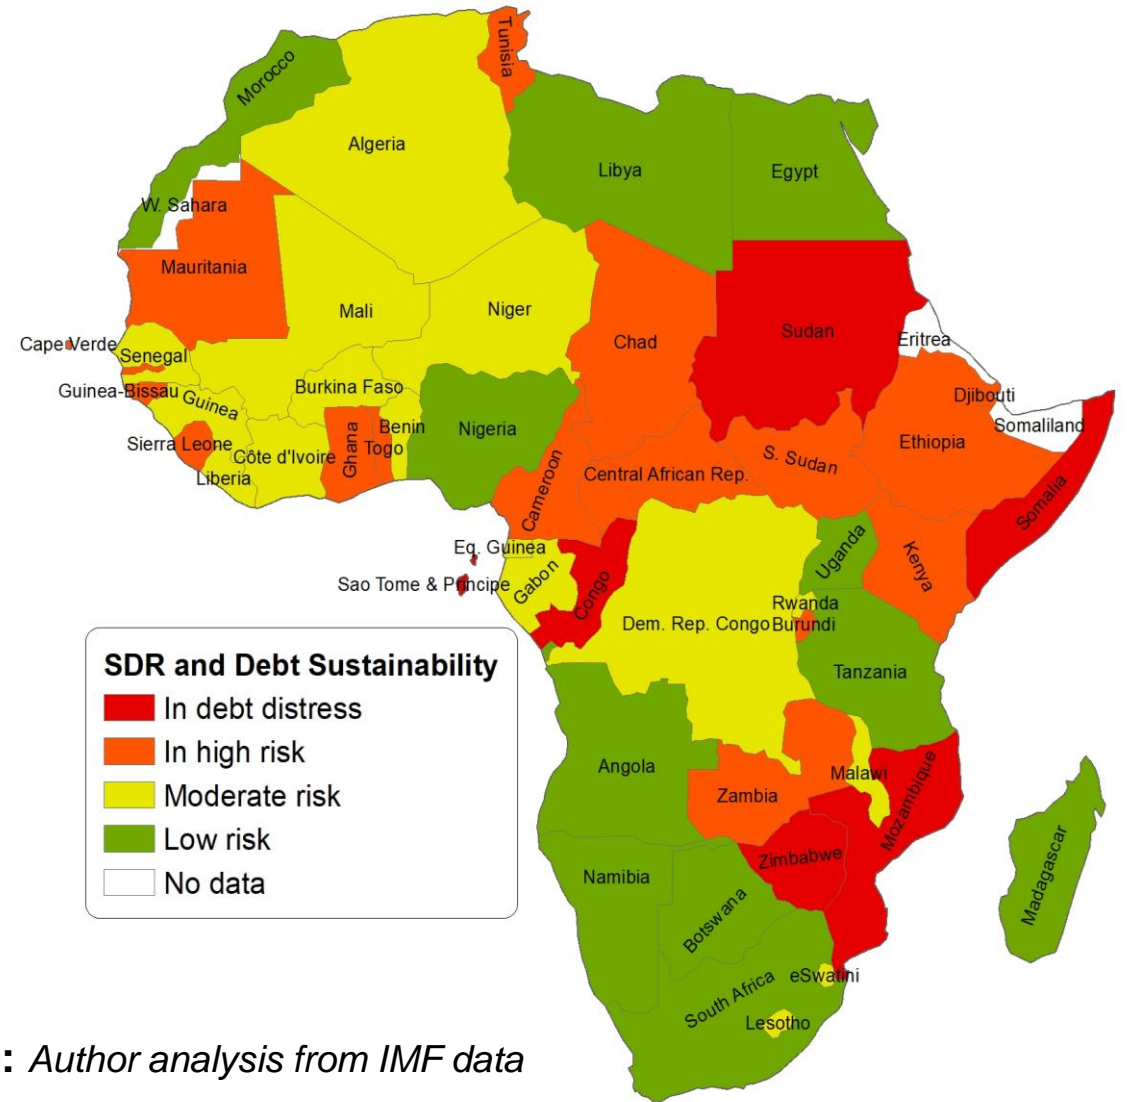 Tunisia
Morocco
Algeria
Libya
Egypt
W. Sahara
Mauritania
Mali
Niger
Chad
Sudan
Eritrea
Cape Verde
Senegal
Guinea-Bissau
Guinea
Burkina Faso
Djibouti
Somaliland
Sierra Leone
Liberia
Côte d'Ivoire
Ghana
Togo
Benin
Nigeria
Cameroon
Central African Rep.
S. Sudan
Ethiopia
Somalia
Eq. Guinea
Sao Tome & Principe
Gabon
Congo
Uganda
Kenya
Rwanda
Dem. Rep. Congo
Burundi
Tanzania
SDR and Debt Sustainability
In debt distress
In high risk
Moderate risk
Low risk
No data
Angola
Zambia
Malawi
Mozambique
Zimbabwe
Namibia
Botswana
Madagascar
South Africa
eSwatini
Lesotho
: Author analysis from IMF data